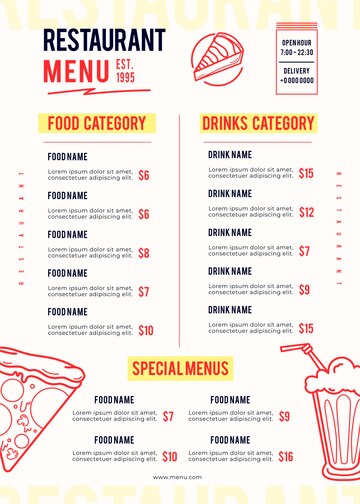 RESTAURANT
RESTAURANT
MENU EST. 1995
OPEN HOUR
7:00 - 22:30
DELIVERY
+0 000 0000
FOOD CATEGORY
FOOD NAME
Lorem ipsum dolor sit amet,
consectetuer adipiscing elit. $6
FOOD NAME
Lorem ipsum dolor sit amet,
consectetuer adipiscing elit. $6
FOOD NAME
Lorem ipsum dolor sit amet,
consectetuer adipiscing elit. $8
FOOD NAME
Lorem ipsum dolor sit amet,
consectetuer adipiscing elit. $7
FOOD NAME
Lorem ipsum dolor sit amet,
consectetuer adipiscing elit. $10
DRINKS CATEGORY
DRINK NAME
Lorem ipsum dolor sit amet,
consectetuer adipiscing elit. $15
DRINK NAME
Lorem ipsum dolor sit amet,
consectetuer adipiscing elit. $12
DRINK NAME
Lorem ipsum dolor sit amet,
consectetuer adipiscing elit. $7
DRINK NAME
Lorem ipsum dolor sit amet,
consectetuer adipiscing elit. $9
DRINK NAME
Lorem ipsum dolor sit amet,
consectetuer adipiscing elit. $15
RESTAURANT
RESTAURANT
SPECIAL MENUS
FOOD NAME
Lorem ipsum dolor sit amet,
consectetuer adipiscing elit. $7
FOOD NAME
Lorem ipsum dolor sit amet,
consectetuer adipiscing elit. $9
Lorem ipsum dolor sit amet,
consectetuer adipiscing elit. $10
FOOD NAME
FOOD NAME
Lorem ipsum dolor sit amet,
consectetuer adipiscing elit. $16
www.menu.com
RESTAURANT